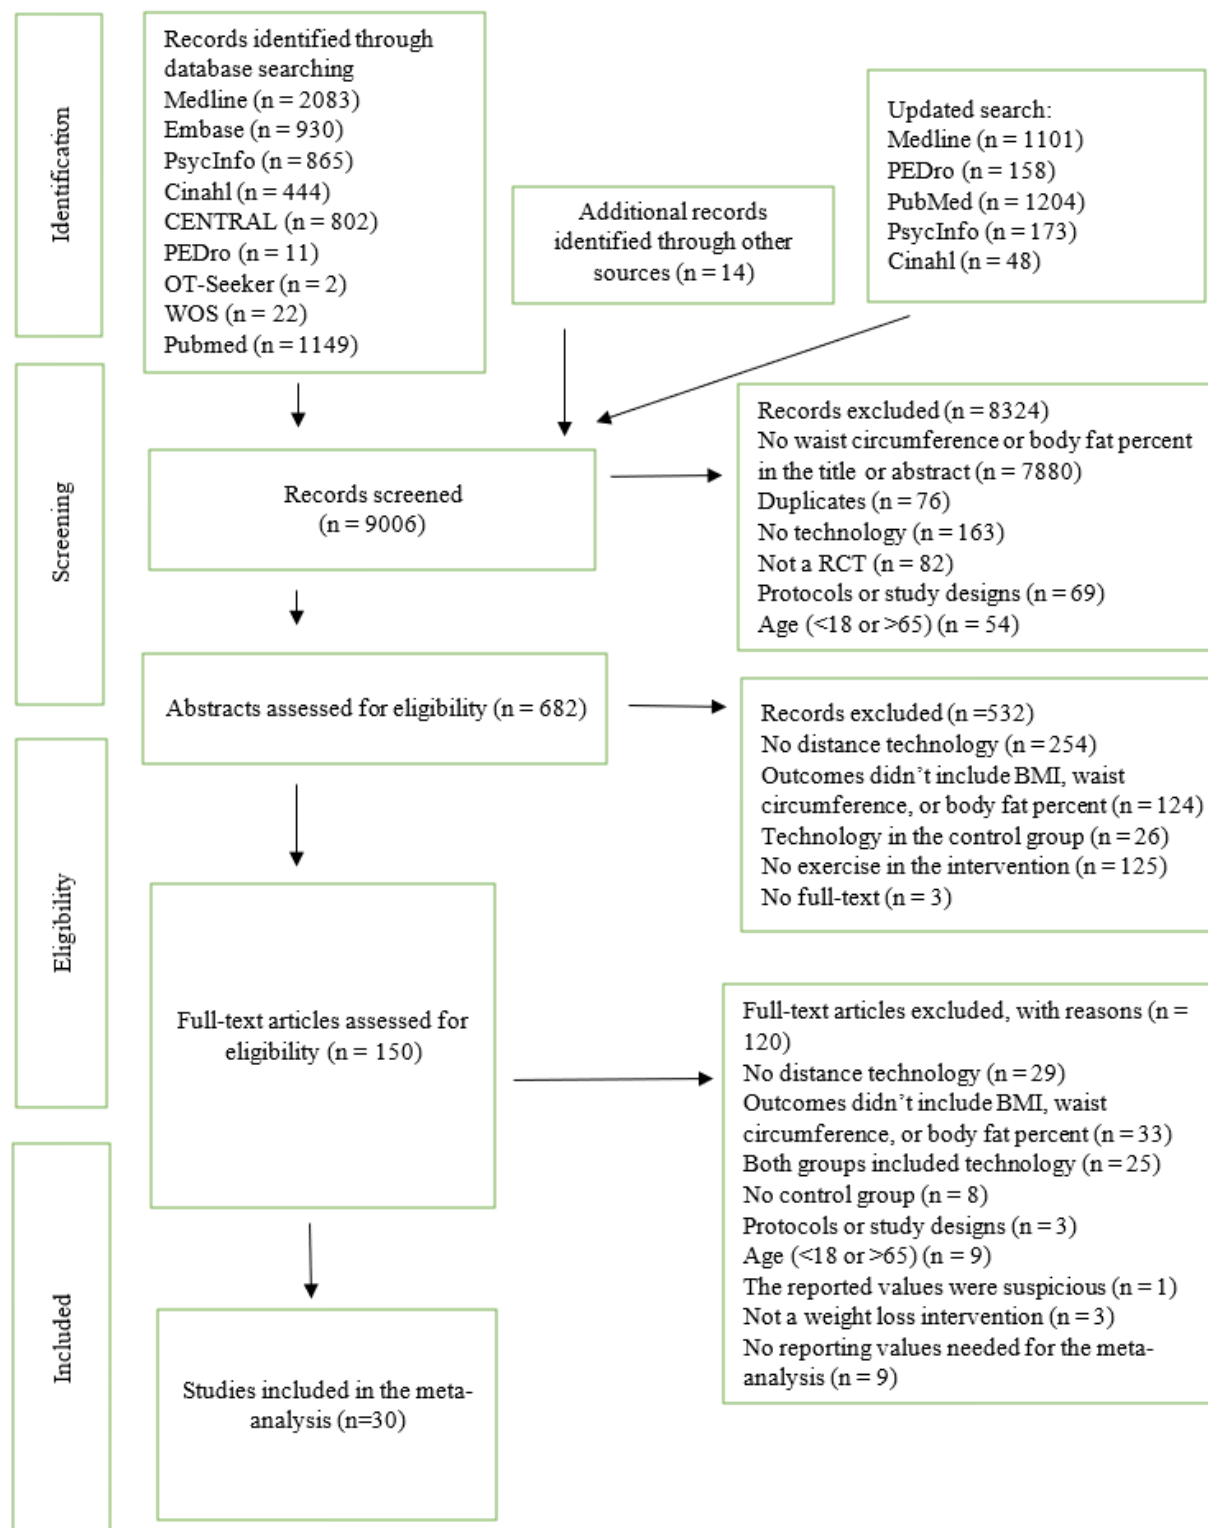 Identification
Records identified through
database searching
Medline (n = 2083)
Embase (n = 930)
PsycInfo (n = 865)
Cinahl (n = 444)
CENTRAL (n = 802)
PEDro (n = 11)
OT-Seeker (n = 2)
WOS (n = 22)
Pubmed (n = 1149)
Additional records
identified through other
sources (n = 14)
Updated search:
Medline (n = 1101)
PEDro (n = 158)
PubMed (n = 1204)
PsycInfo (n = 173)
Cinahl (n = 48)
Screening
Records screened
(n = 9006)
Records excluded (n = 8324)
No waist circumference or body fat percent
in the title or abstract (n = 7880)
Duplicates (n = 76)
No technology (n = 163)
Not a RCT (n = 82)
Protocols or study designs (n = 69)
Age (<18 or >65) (n = 54)
Abstracts assessed for eligibility (n = 682)
Records excluded (n =532)
No distance technology (n = 254)
Outcomes didn't include BMI, waist
circumference, or body fat percent (n = 124)
Technology in the control group (n = 26)
No exercise in the intervention (n = 125)
No full-text (n = 3)
Eligibility
Full-text articles assessed for
eligibility (n = 150)
Full-text articles excluded, with reasons (n =
120)
No distance technology (n = 29)
Outcomes didn't include BMI, waist
circumference, or body fat percent (n = 33)
Both groups included technology (n = 25)
No control group (n = 8)
Protocols or study designs (n = 3)
Age (<18 or >65) (n = 9)
The reported values were suspicious (n = 1)
Not a weight loss intervention (n = 3)
No reporting values needed for the meta-
analysis (n = 9)
Included
Studies included in the meta-
analysis (n=30)